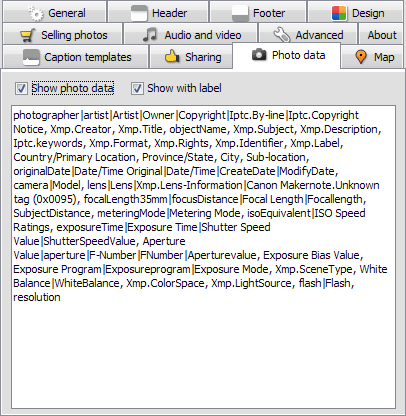 General Header Footer Design
Selling photos Audio and video Advanced About
Caption templates Sharing Photo data Map
Show photo data Show with label
photographer|artist|Artist|Owner|Copyright|Iptc.By-line|Iptc.Copyright
Notice, Xmp.Creator, Xmp.Title, objectName, Xmp.Subject, Xmp.Description,
Iptc.keywords, Xmp.Format, Xmp.Rights, Xmp.Identifier, Xmp.Label,
Country/Primary Location, Province/State, City, Sub-location,
originalDate|Date/Time Original|Date/Time|CreateDate|ModifyDate,
camera|Model, lens|Lens|Xmp.Lens-Information|Canon Makernote.Unknown
tag (0x0095), focalLength35mm|focusDistance|Focal Length|Focallength,
SubjectDistance, meteringMode|Metering Mode, isoEquivalent|ISO Speed
Ratings, exposureTime|Exposure Time|Shutter Speed
Value|ShutterSpeedValue, Aperture
Value|aperture|F-Number|FNumber|Aperturevalue, Exposure Bias Value,
Exposure Program|Exposureprogram|Exposure Mode, Xmp.SceneType, White
Balance|WhiteBalance, Xmp.ColorSpace, Xmp.LightSource, flash|Flash,
resolution